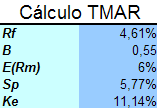 Cálculo TMAR
Rf 4,61%
B 0,55
E(Rm) 6%
Sp 5,77%
Ke 11,14%